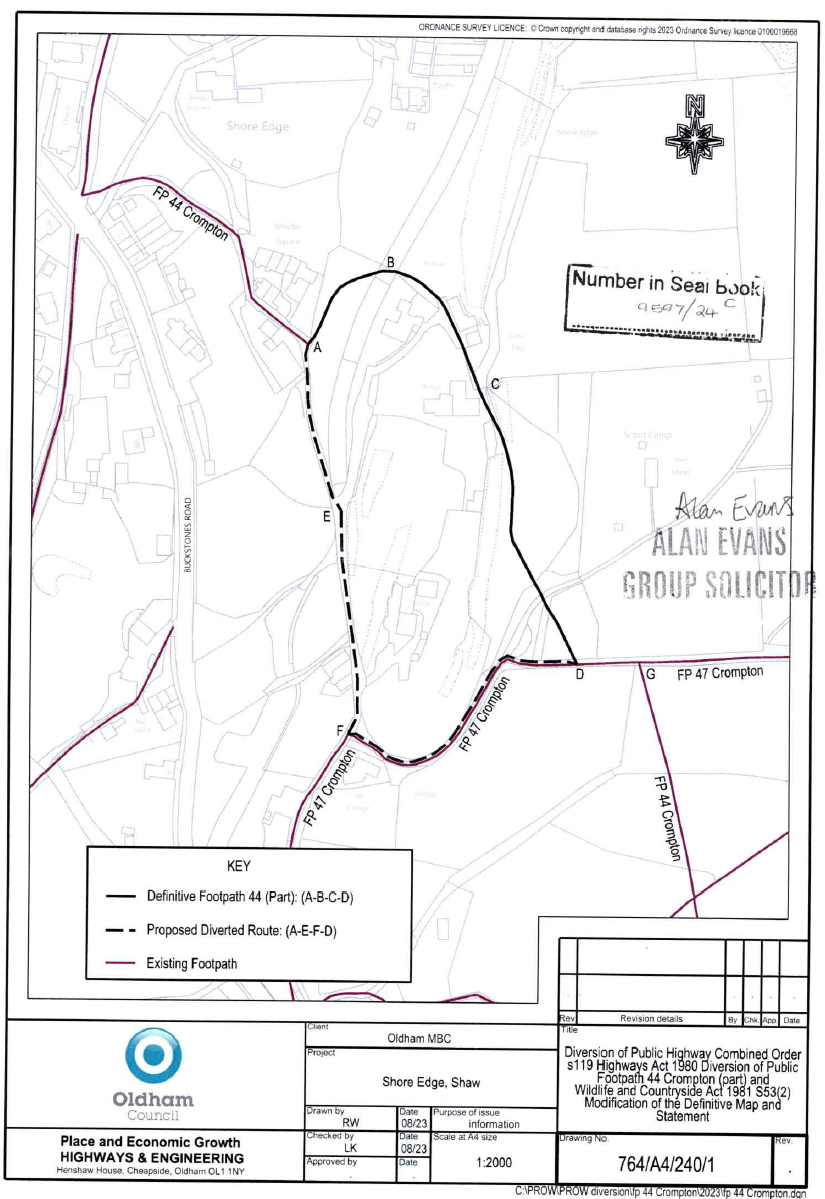 ORDNANCE SURVEY LICENCE: © Crown copyright and database rights 2023 Ordnance Survey licence 0100019668
Shore Edge
Shore Edge
N
FP 44 Crompton
B
Number in Seal Book
9597/24 C
A
C
Scout Camp
E
BUCKSTONES ROAD
Alan Evans
ALAN EVANS
GROUP SOLICITOR
D
G
FP 47 Crompton
FP 47 Crompton
F
FP 47 Crompton
FP 44 Crompton
KEY
Definitive Footpath 44 (Part): (A-B-C-D)
Proposed Diverted Route: (A-E-F-D)
Existing Footpath
Rev
Revision details
By
Chk
App
Date
Oldham
Council
Place and Economic Growth
HIGHWAYS & ENGINEERING
Henshaw House, Cheapside, Oldham OL1 1NY
Client
Oldham MBC
Project
Shore Edge, Shaw
Drawn by
RW
Date
08/23
Purpose of issue
information
Checked by
LK
Date
08/23
Scale at A4 size
1:2000
Approved by
.
Date
.
Title
Diversion of Public Highway Combined Order
s119 Highways Act 1980 Diversion of Public
Footpath 44 Crompton (part) and
Wildlife and Countryside Act 1981 S53(2)
Modification of the Definitive Map and
Statement
Drawing No.
764/A4/240/1
Rev.
.
C:\PROW\PROW diversion\fp 44 Crompton\2023\fp 44 Crompton.dgn